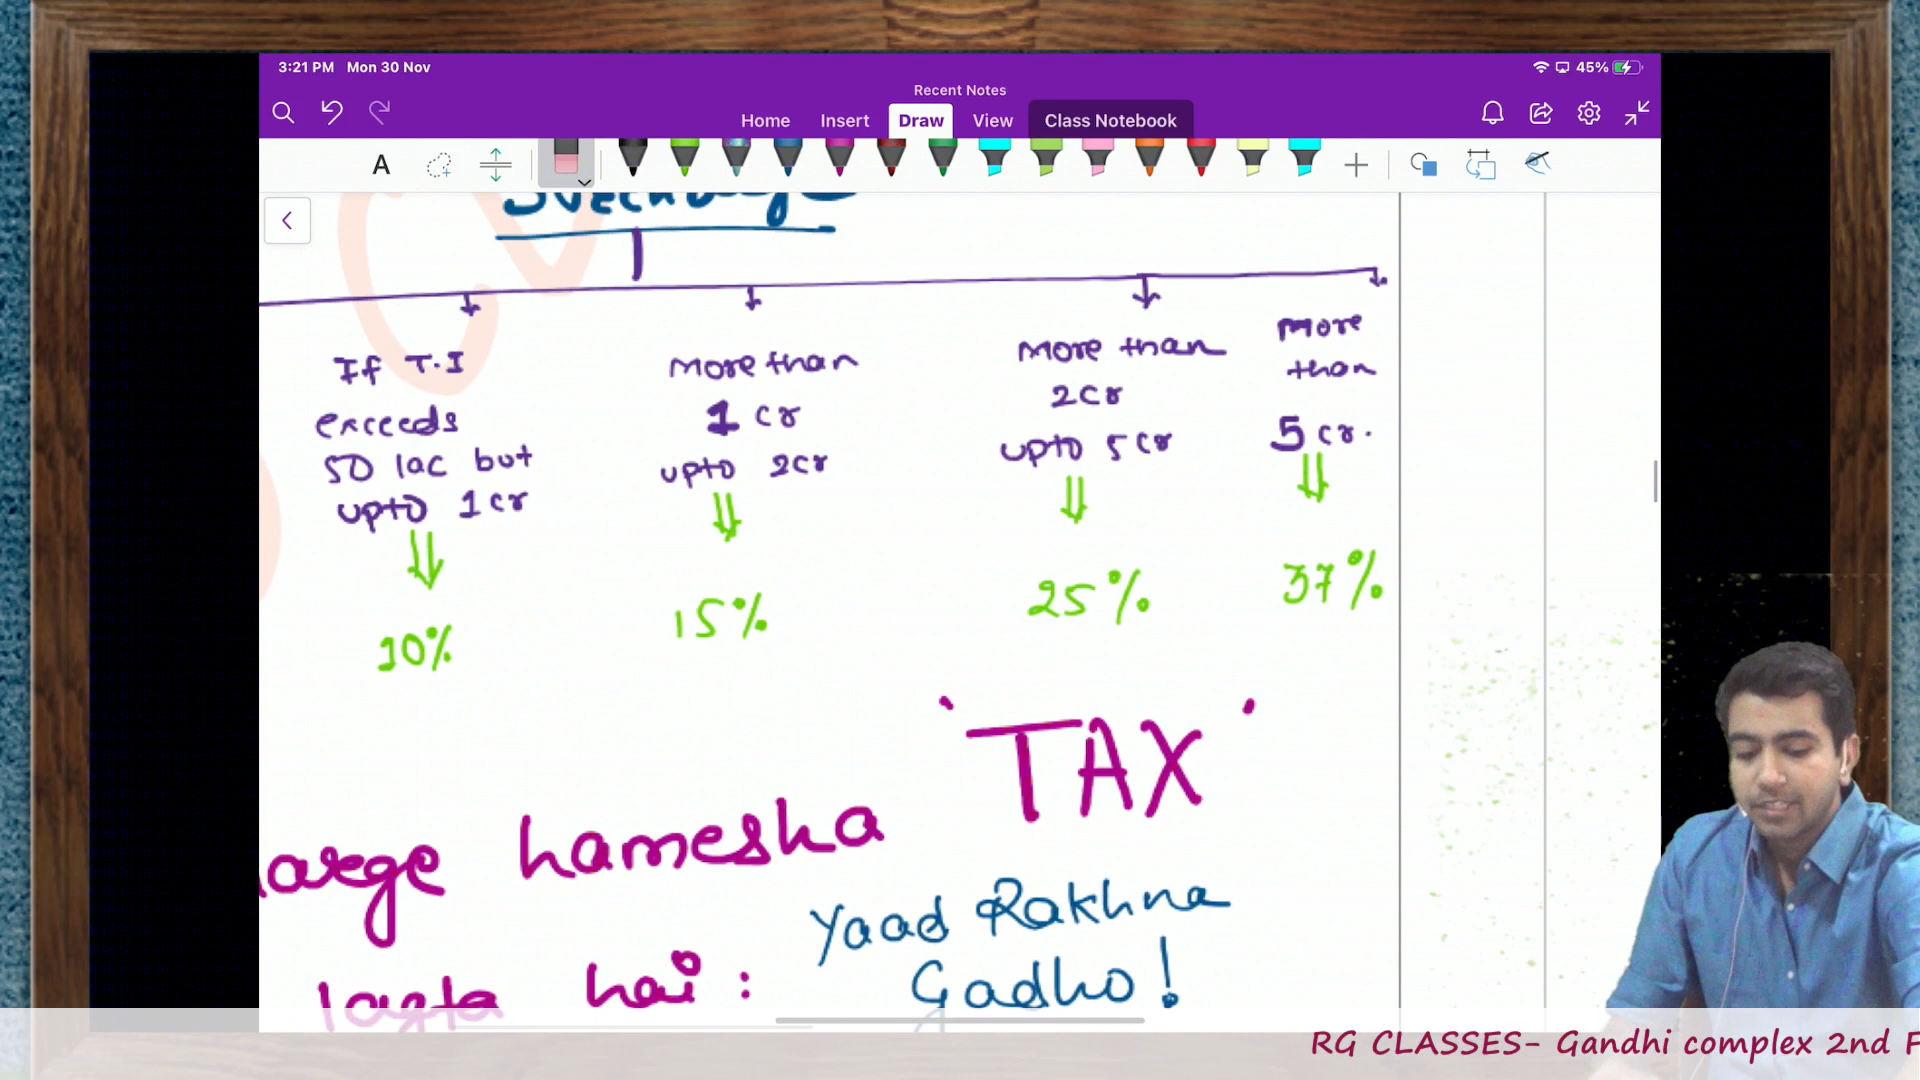 3:21 PM Mon 30 Nov
45%
Recent Notes
Home Insert Draw View Class Notebook
A
Surcharge
If T.I
exceeds
50 lac but
upto 1 cr
10%
More than
1 cr
upto 2cr
15%
More than
2cr
upto 5 cr
25%
More
than
5 cr.
37%
'TAX'
arge hamesha
lagta hai :
Yaad Rakhna
Gadho!
RG CLASSES- Gandhi complex 2nd F